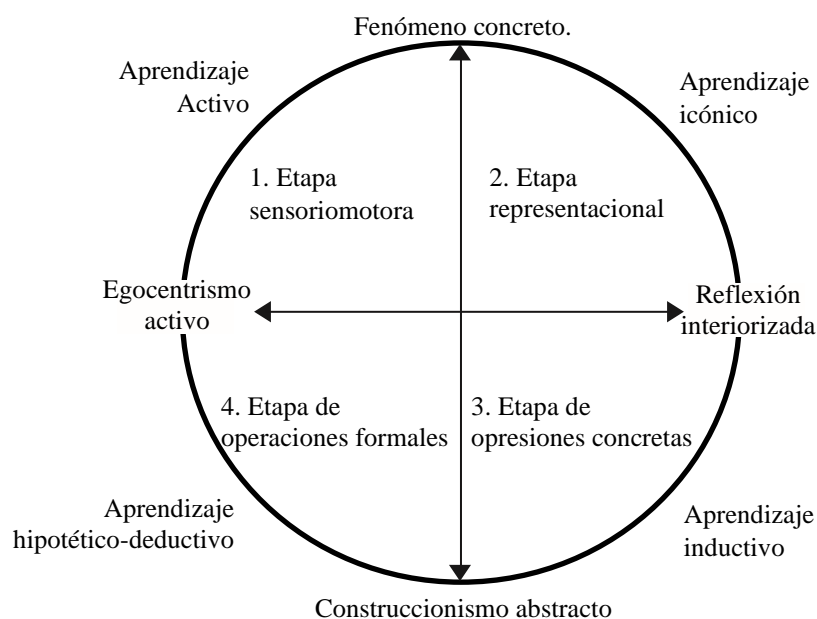 Fenómeno concreto.
Aprendizaje
Activo
Aprendizaje
icónico
1. Etapa
sensoriomotora
2. Etapa
representacional
Egocentrismo
activo
Reflexión
interiorizada
4. Etapa de
operaciones formales
3. Etapa de
opresiones concretas
Aprendizaje
hipotético-deductivo
Aprendizaje
inductivo
Construccionismo abstracto